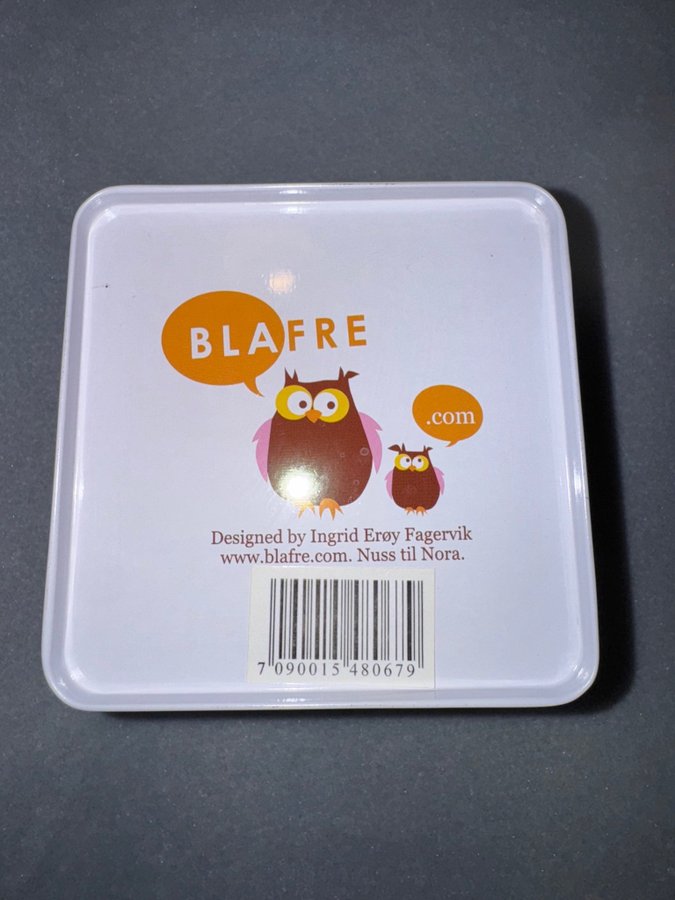 BLAFRE
.com
Designed by Ingrid Erøy Fagervik
www.blafre.com. Nuss til Nora.
7 090015 480679